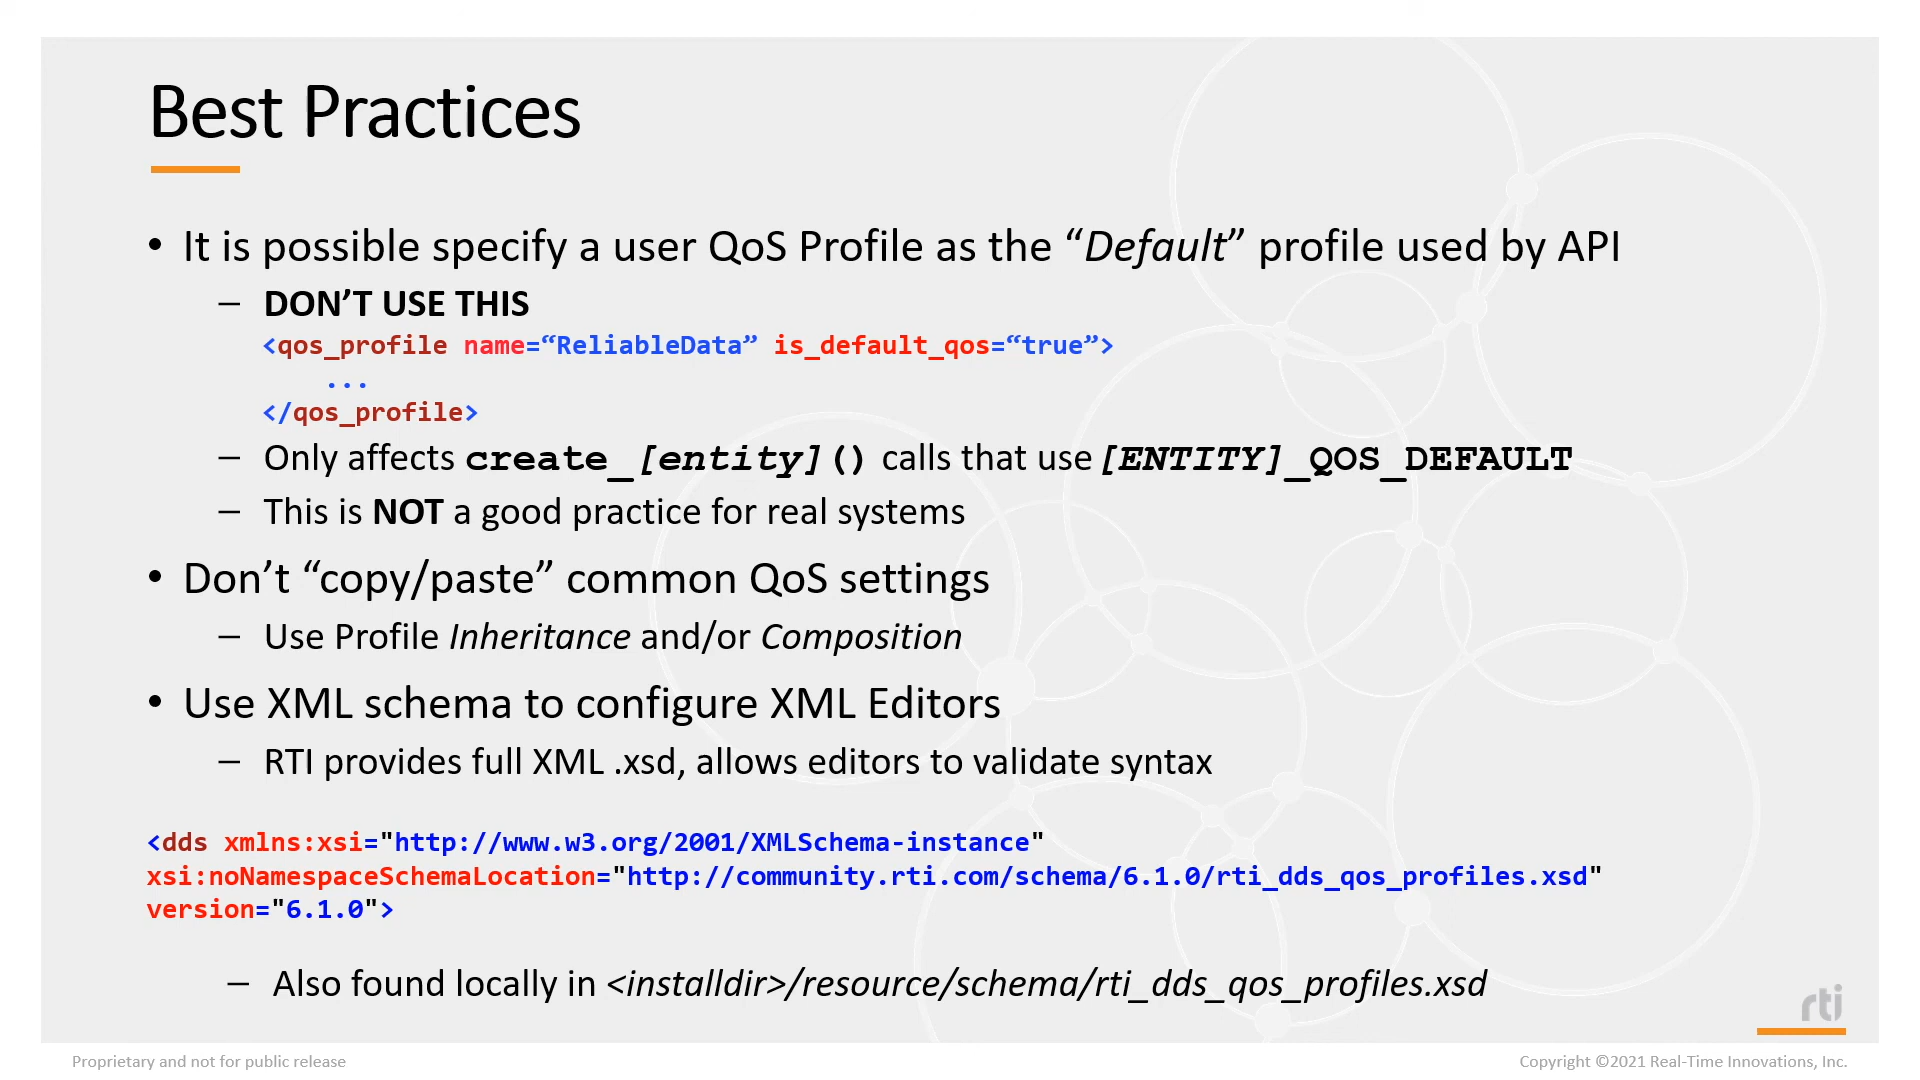 Best Practices
• It is possible specify a user QoS Profile as the “Default” profile used by API
– DON’T USE THIS
<qos_profile name=“ReliableData” is_default_qos=“true”>
...
</qos_profile>
– Only affects create_[entity]() calls that use [ENTITY]_QOS_DEFAULT
– This is NOT a good practice for real systems
• Don’t “copy/paste” common QoS settings
– Use Profile Inheritance and/or Composition
• Use XML schema to configure XML Editors
– RTI provides full XML .xsd, allows editors to validate syntax
<dds xmlns:xsi="http://www.w3.org/2001/XMLSchema-instance"
xsi:noNamespaceSchemaLocation="http://community.rti.com/schema/6.1.0/rti_dds_qos_profiles.xsd"
version="6.1.0">
– Also found locally in <installdir>/resource/schema/rti_dds_qos_profiles.xsd
rti
Proprietary and not for public release
Copyright ©2021 Real-Time Innovations, Inc.